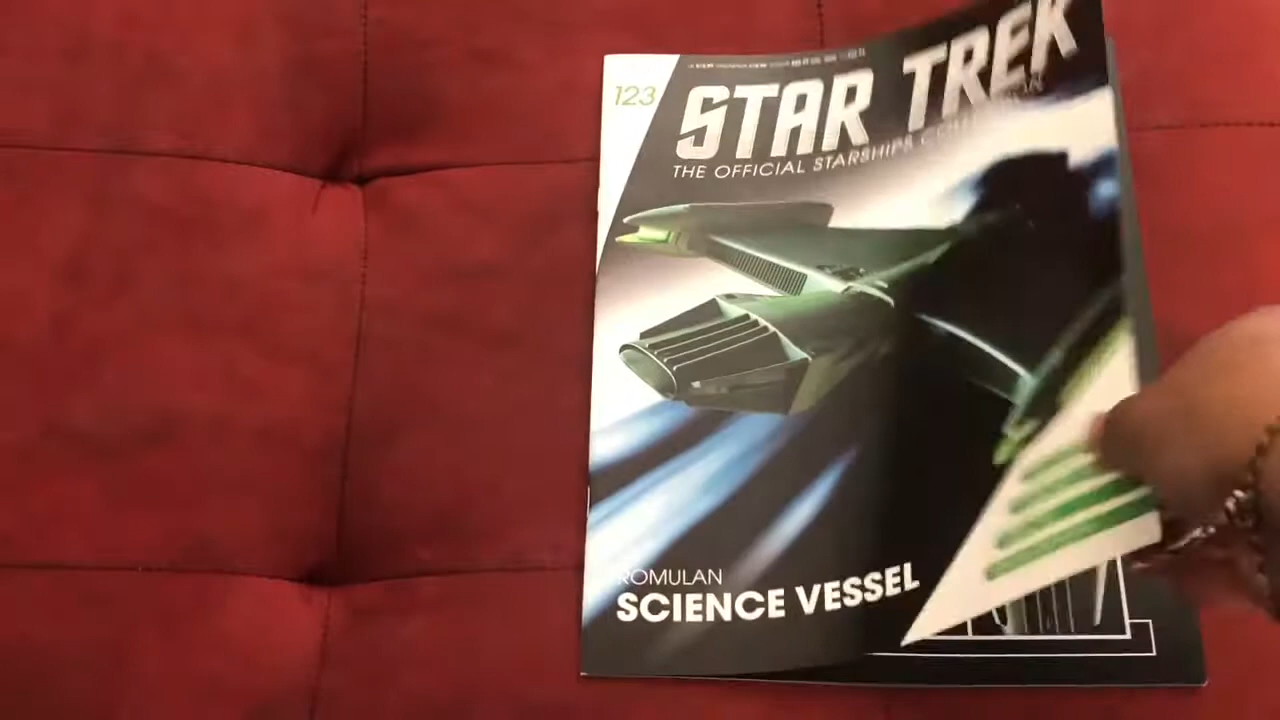 123
STAR TREK
THE OFFICIAL STARSHIPS
ROMULAN
SCIENCE VESSEL